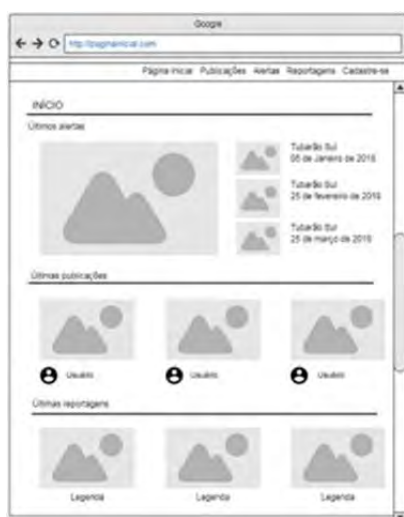 Google
http://paginainicial.com
Página Inicial Publicações Alertas Reportagens Cadastre-se
INÍCIO
Últimos alertas
Tubarão Sul
05 de Janeiro de 2018
Tubarão Sul
25 de fevereiro de 2018
Tubarão Sul
25 de março de 2018
Últimas publicações
Usuário Usuário Usuário
Últimas reportagens
Legenda Legenda Legenda